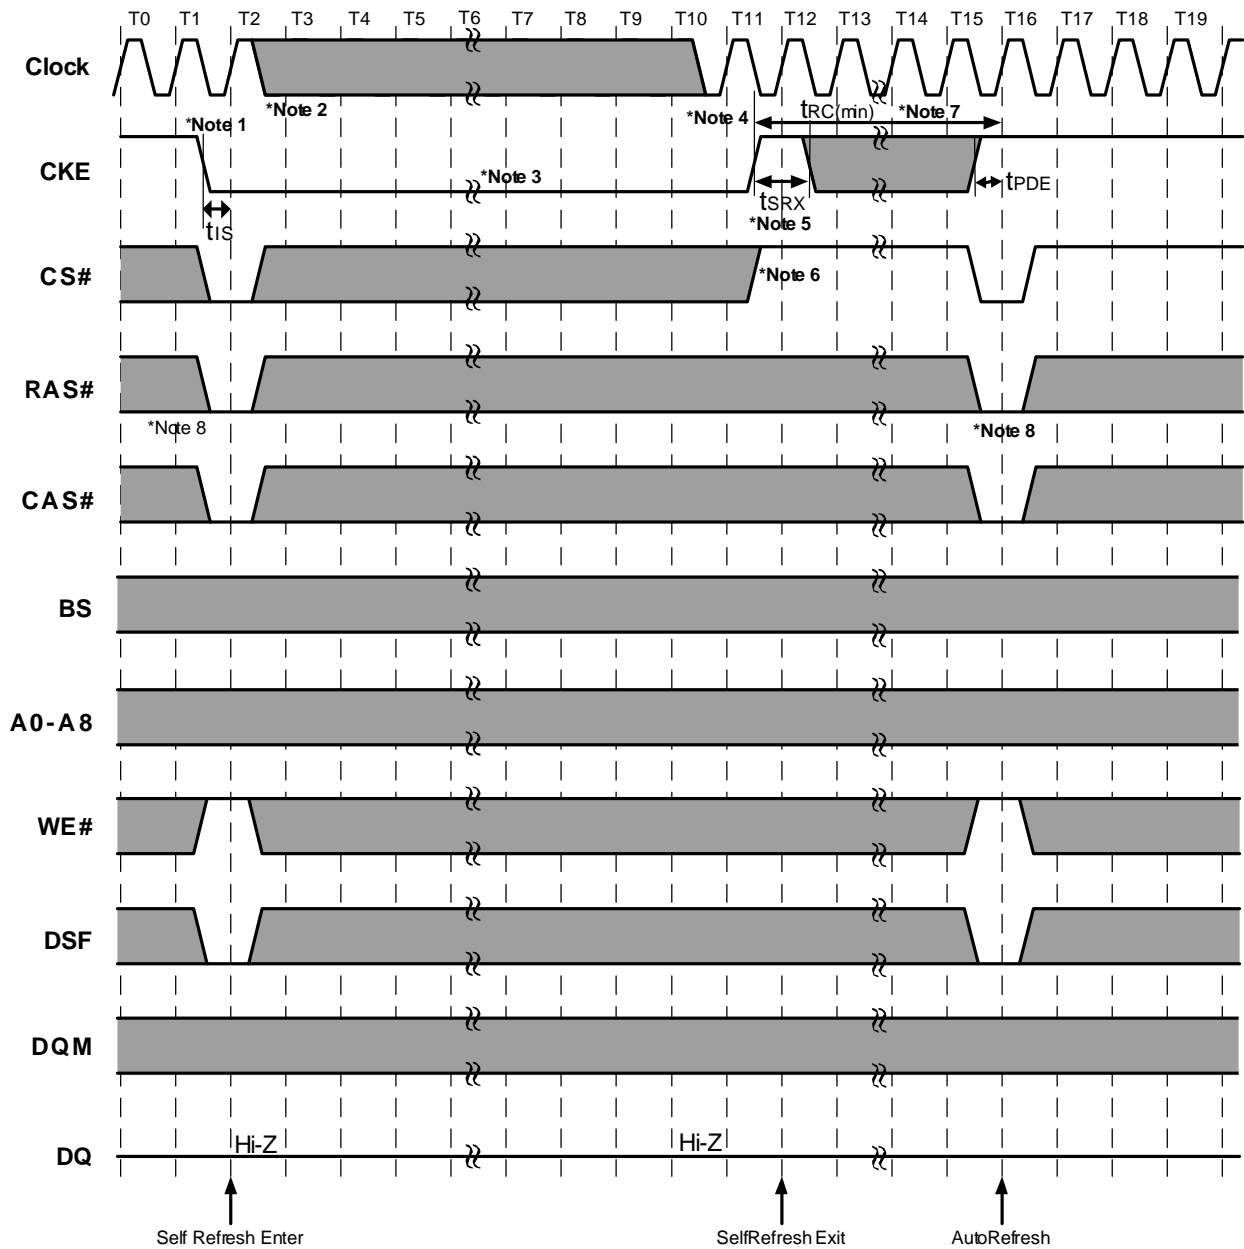 T0 T1 T2 T3 T4 T5 T6 T7 T8 T9 T10 T11 T12 T13 T14 T15 T16 T17 T18 T19
Clock
*Note 2
*Note 4
tRC(min)
*Note 7
*Note 1
CKE
*Note 3
tSRX
tPDE
*Note 5
tIS
CS#
*Note 6
RAS#
*Note 8
*Note 8
CAS#
BS
A0-A8
WE#
DSF
DQM
Hi-Z
Hi-Z
DQ
Self Refresh Enter
SelfRefresh Exit
AutoRefresh